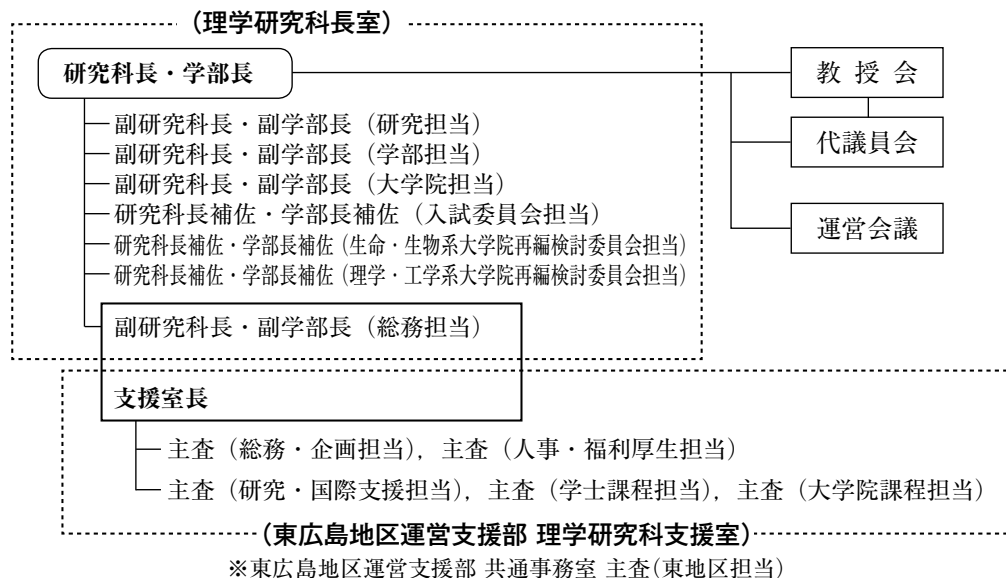 (理学研究科長室)
研究科長・学部長
教授会
副研究科長・副学部長（研究担当）
代議員会
副研究科長・副学部長（学部担当）
副研究科長・副学部長（大学院担当）
研究科長補佐・学部長補佐（入試委員会担当）
運営会議
研究科長補佐・学部長補佐（生命・生物系大学院再編検討委員会担当）
研究科長補佐・学部長補佐（理学・工学系大学院再編検討委員会担当）
副研究科長・副学部長（総務担当）
支援室長
主査（総務・企画担当），主査（人事・福利厚生担当）
主査（研究・国際支援担当），主査（学士課程担当），主査（大学院課程担当）
(東広島地区運営支援部 理学研究科支援室)
※東広島地区運営支援部 共通事務室 主査(東地区担当)